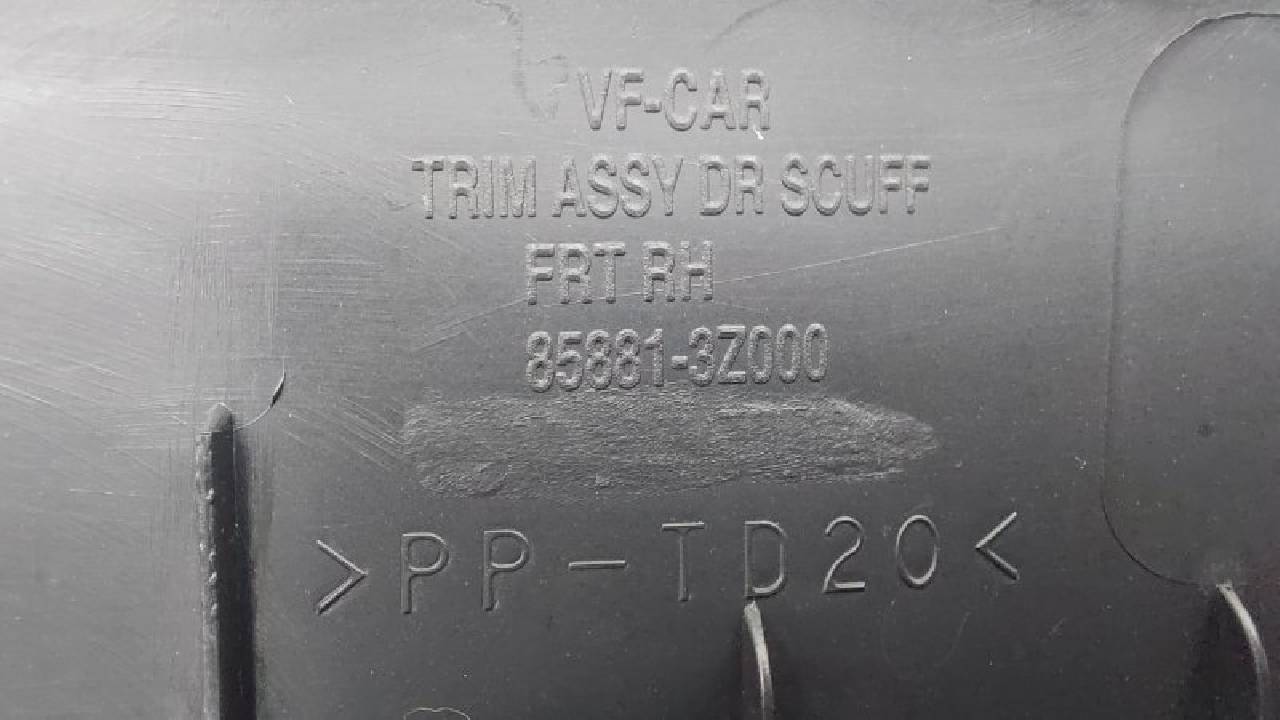 VF-CAR
TRIM ASSY DR SCUFF
FRT RH
85881-3Z000
>PP-TD20<